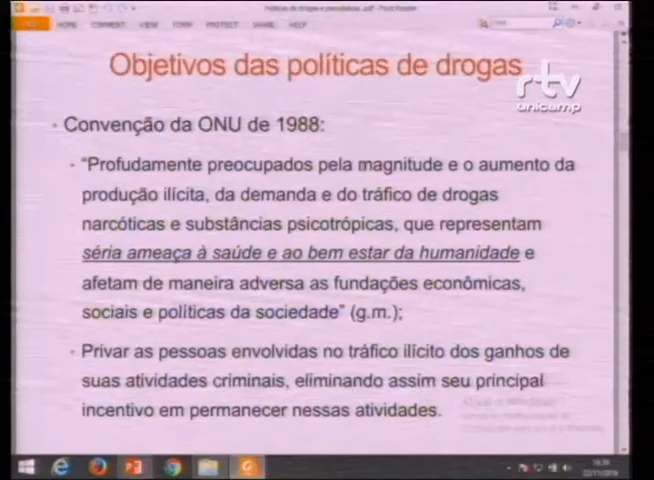 HOME COMMENT VIEW FORM PROTECT SHARE HELP
Objetivos das políticas de drogas
rtv
unicamp
Convenção da ONU de 1988:
"Profudamente preocupados pela magnitude e o aumento da
produção ilícita, da demanda e do tráfico de drogas
narcóticas e substâncias psicotrópicas, que representam
séria ameaça à saúde e ao bem estar da humanidade e
afetam de maneira adversa as fundações econômicas,
sociais e políticas da sociedade" (g.m.);
Privar as pessoas envolvidas no tráfico ilícito dos ganhos de
suas atividades criminais, eliminando assim seu principal
incentivo em permanecer nessas atividades.